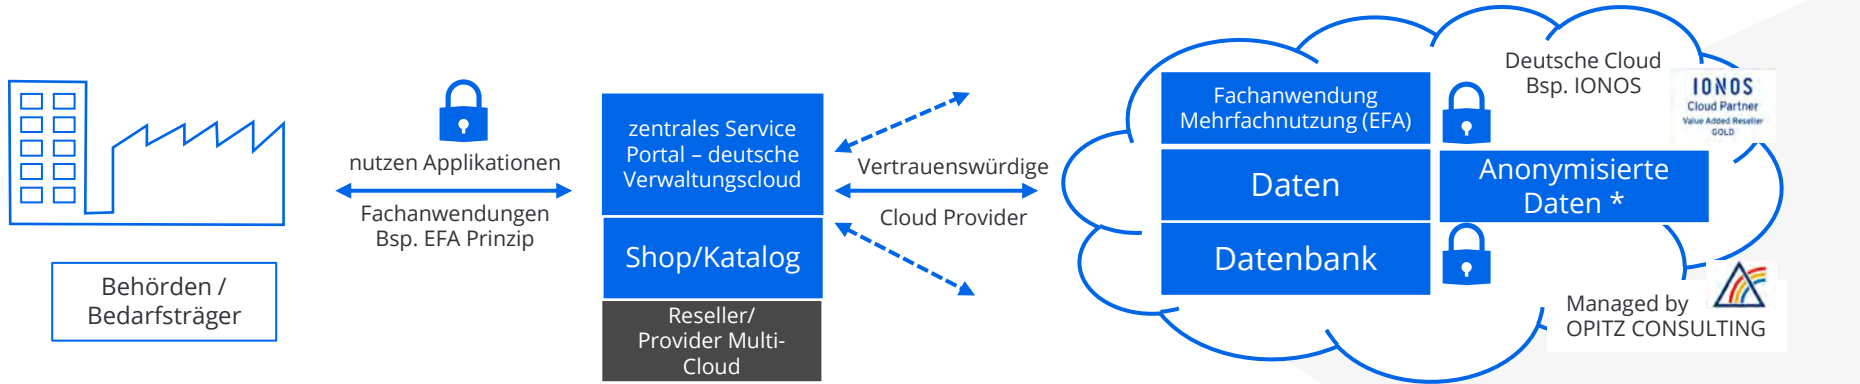 Behörden /
Bedarfsträger
nutzen Applikationen
Fachanwendungen
Bsp. EFA Prinzip
zentrales Service
Portal – deutsche
Verwaltungscloud
Shop/Katalog
Reseller/
Provider Multi-
Cloud
Vertrauenswürdige
Cloud Provider
Fachanwendung
Mehrfachnutzung (EFA)
Daten
Datenbank
Anonymisierte
Daten *
Deutsche Cloud
Bsp. IONOS
IONOS
Cloud Partner
Value Added Reseller
GOLD
Managed by
OPITZ CONSULTING